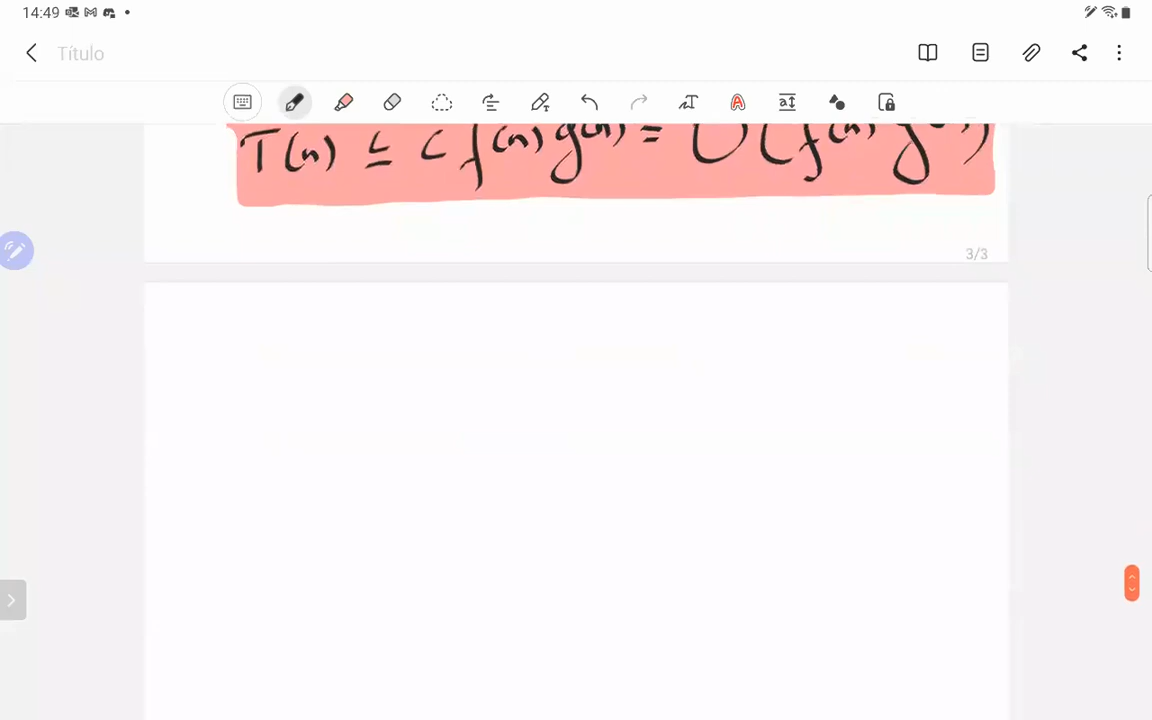 14:49
Título
T(n) ≤ c f(n) g(n) = O(f(n) g(n))
3/3